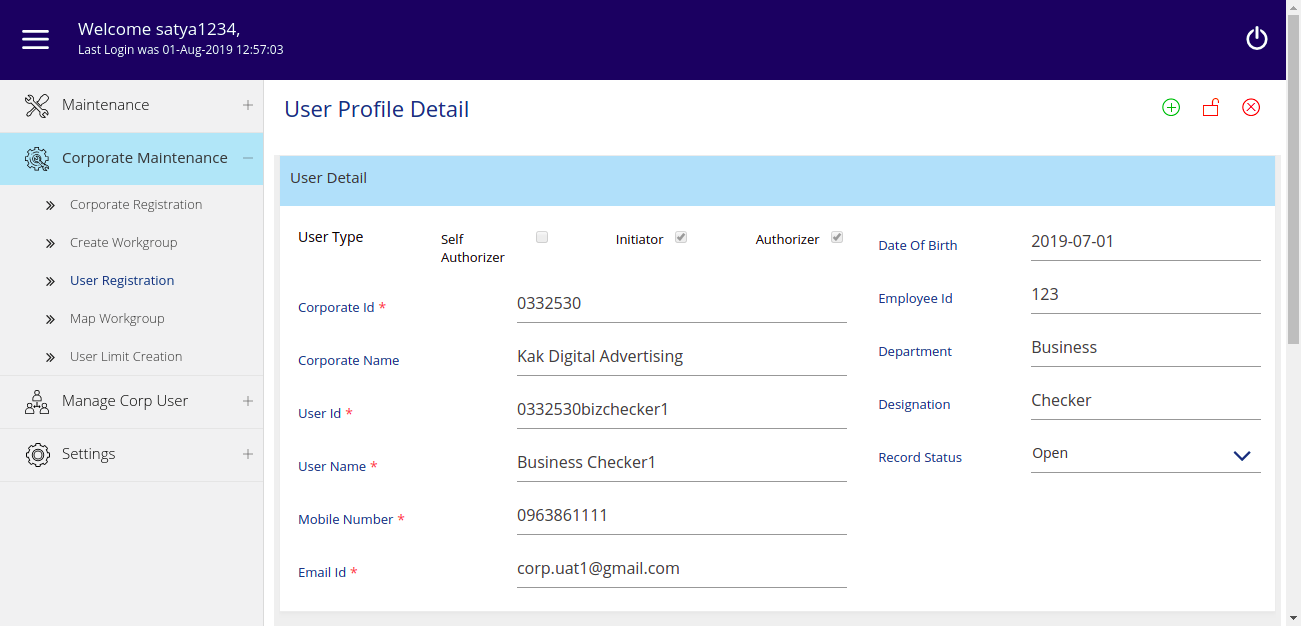 Welcome satya1234,
Last Login was 01-Aug-2019 12:57:03
Maintenance
Corporate Maintenance
Corporate Registration
Create Workgroup
User Registration
Map Workgroup
User Limit Creation
Manage Corp User
Settings
User Profile Detail
User Detail
User Type
Self Authorizer
Initiator
Authorizer
Corporate Id *
0332530
Corporate Name
Kak Digital Advertising
User Id *
0332530bizchecker1
User Name *
Business Checker1
Mobile Number *
0963861111
Email Id *
corp.uat1@gmail.com
Date Of Birth
2019-07-01
Employee Id
123
Department
Business
Designation
Checker
Record Status
Open